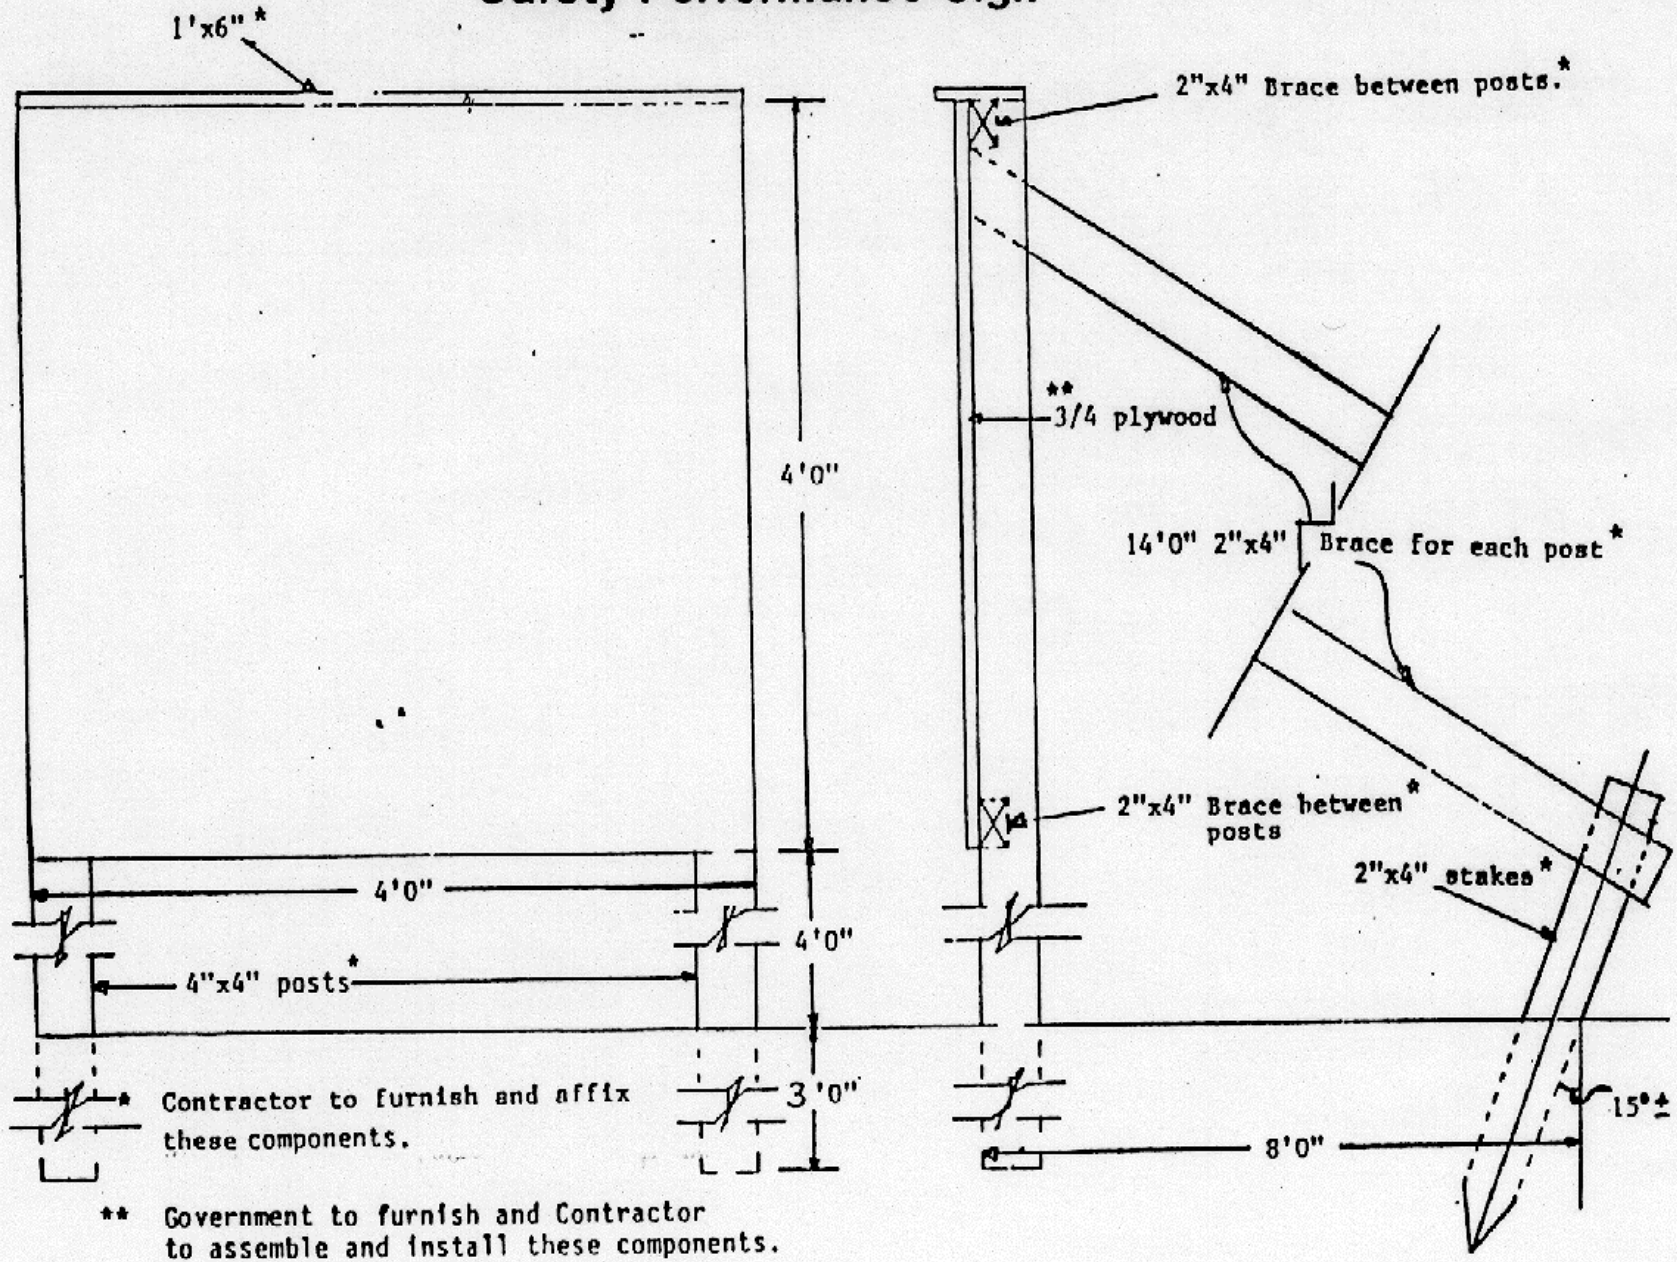 Safety Performance Sign
1'x6" *
2"x4" Brace between posts.*
**
3/4 plywood
4'0"
14'0" 2"x4" Brace for each post*
2"x4" Brace between*
posts
2"x4" stakes*
4'0"
4'0"
4"x4" posts*
3'0"
15°±
8'0"
* Contractor to furnish and affix
these components.
** Government to furnish and Contractor
to assemble and install these components.